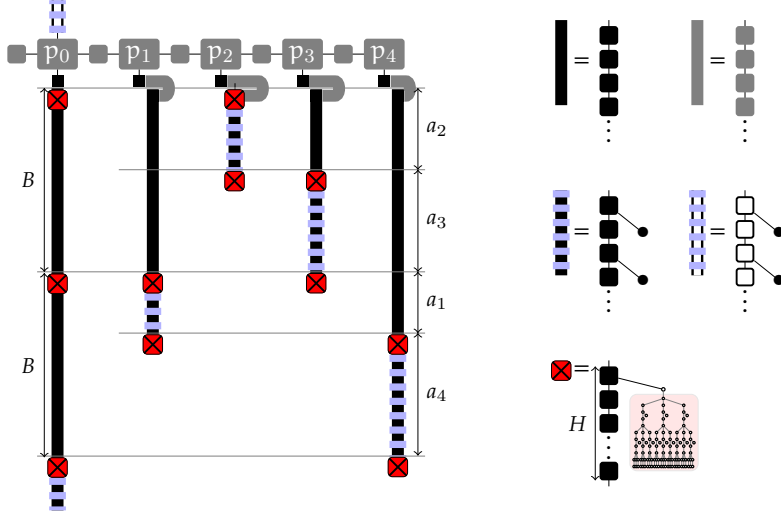 p₀ p₁ p₂ p₃ p₄
= =
a₂
B
a₃
= =
a₁
B
a₄
=
H